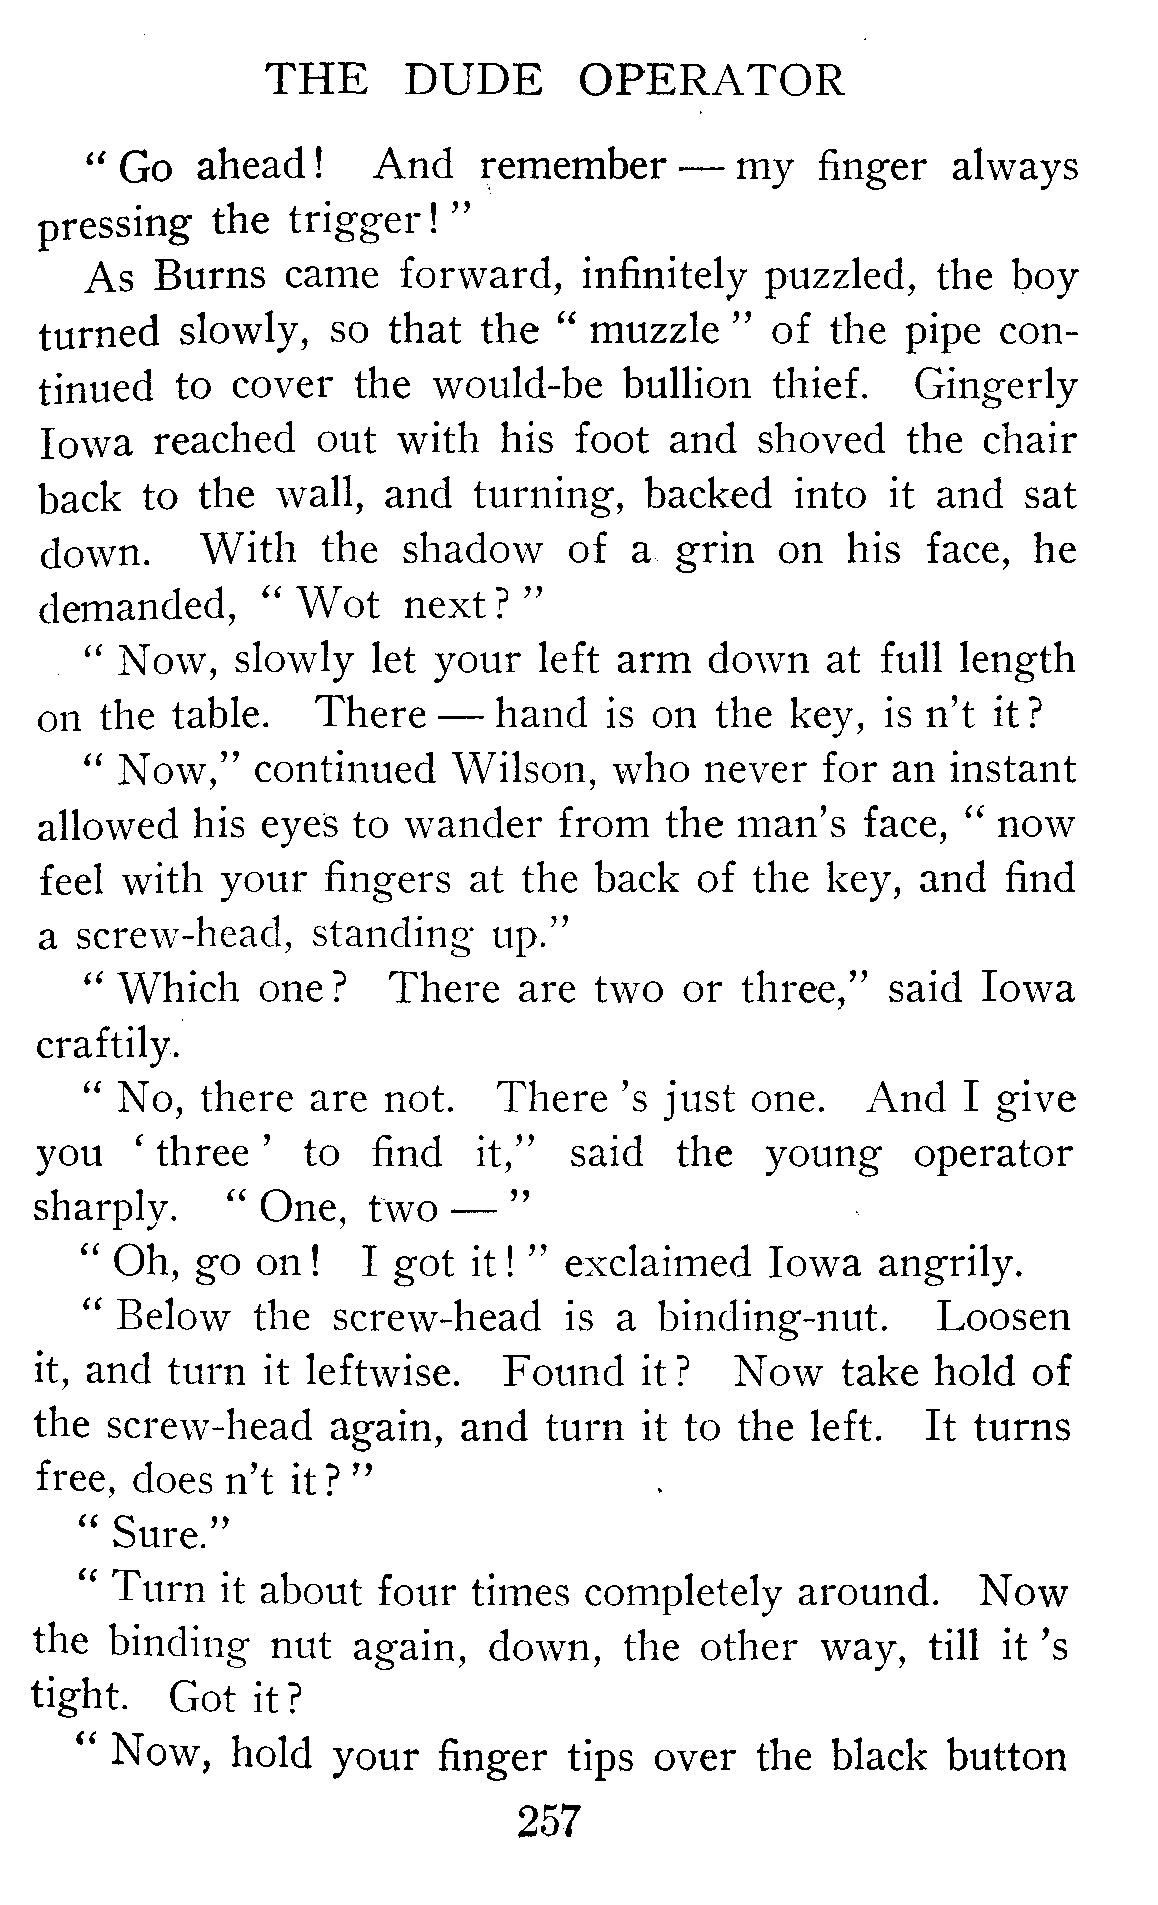 THE DUDE OPERATOR
“ Go ahead! And remember — my finger always
pressing the trigger! ”
As Burns came forward, infinitely puzzled, the boy
turned slowly, so that the “ muzzle ” of the pipe con-
tinued to cover the would-be bullion thief. Gingerly
Iowa reached out with his foot and shoved the chair
back to the wall, and turning, backed into it and sat
down. With the shadow of a grin on his face, he
demanded, “ Wot next? ”
“ Now, slowly let your left arm down at full length
on the table. There — hand is on the key, is n't it?
“ Now,” continued Wilson, who never for an instant
allowed his eyes to wander from the man's face, “ now
feel with your fingers at the back of the key, and find
a screw-head, standing up.”
“ Which one? There are two or three,” said Iowa
craftily.
“ No, there are not. There 's just one. And I give
you ‘ three ’ to find it,” said the young operator
sharply. “ One, two — ”
“ Oh, go on! I got it! ” exclaimed Iowa angrily.
“ Below the screw-head is a binding-nut. Loosen
it, and turn it leftwise. Found it? Now take hold of
the screw-head again, and turn it to the left. It turns
free, does n't it? ”
“ Sure.”
“ Turn it about four times completely around. Now
the binding nut again, down, the other way, till it 's
tight. Got it?
“ Now, hold your finger tips over the black button
257